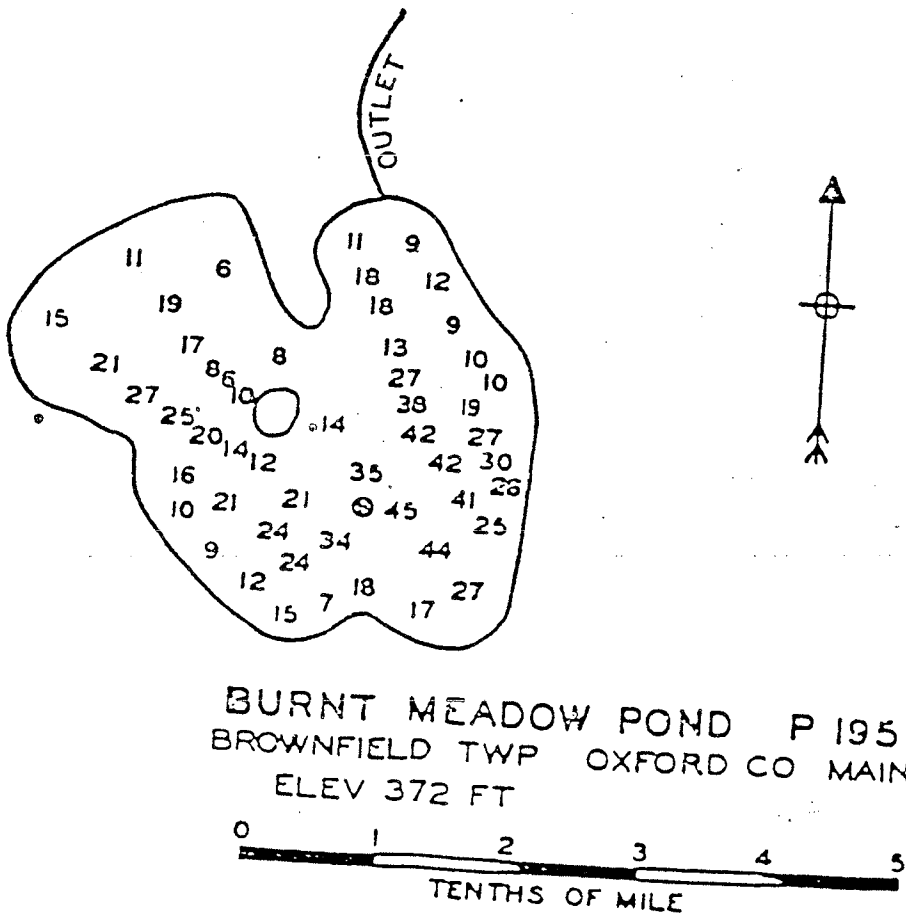 OUTLET
11 9
11 6 18 12
15 19 18 9
17 8 13 10
21 8 6 27 10
27 10 38 19
25 14 42 27
20 14 12 35 42 30
16 26
10 21 21 45 41
24 34 25
9 24 44
12 18 27
15 7 17
BURNT MEADOW POND P 195
BROWNFIELD TWP OXFORD CO MAIN
ELEV 372 FT
0 1 2 3 4 5
TENTHS OF MILE